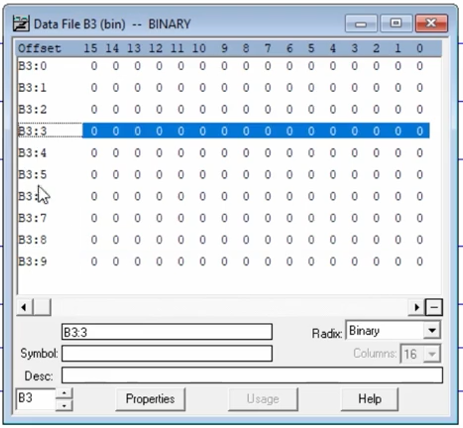 Data File B3 (bin) -- BINARY
Offset 15 14 13 12 11 10 9 8 7 6 5 4 3 2 1 0
B3:0 0 0 0 0 0 0 0 0 0 0 0 0 0 0 0 0
B3:1 0 0 0 0 0 0 0 0 0 0 0 0 0 0 0 0
B3:2 0 0 0 0 0 0 0 0 0 0 0 0 0 0 0 0
B3:3 0 0 0 0 0 0 0 0 0 0 0 0 0 0 0 0
B3:4 0 0 0 0 0 0 0 0 0 0 0 0 0 0 0 0
B3:5 0 0 0 0 0 0 0 0 0 0 0 0 0 0 0 0
B3: 0 0 0 0 0 0 0 0 0 0 0 0 0 0 0 0
B3:7 0 0 0 0 0 0 0 0 0 0 0 0 0 0 0 0
B3:8 0 0 0 0 0 0 0 0 0 0 0 0 0 0 0 0
B3:9 0 0 0 0 0 0 0 0 0 0 0 0 0 0 0 0
B3:3 Radix: Binary
Symbol: Columns: 16
Desc:
B3 Properties Usage Help